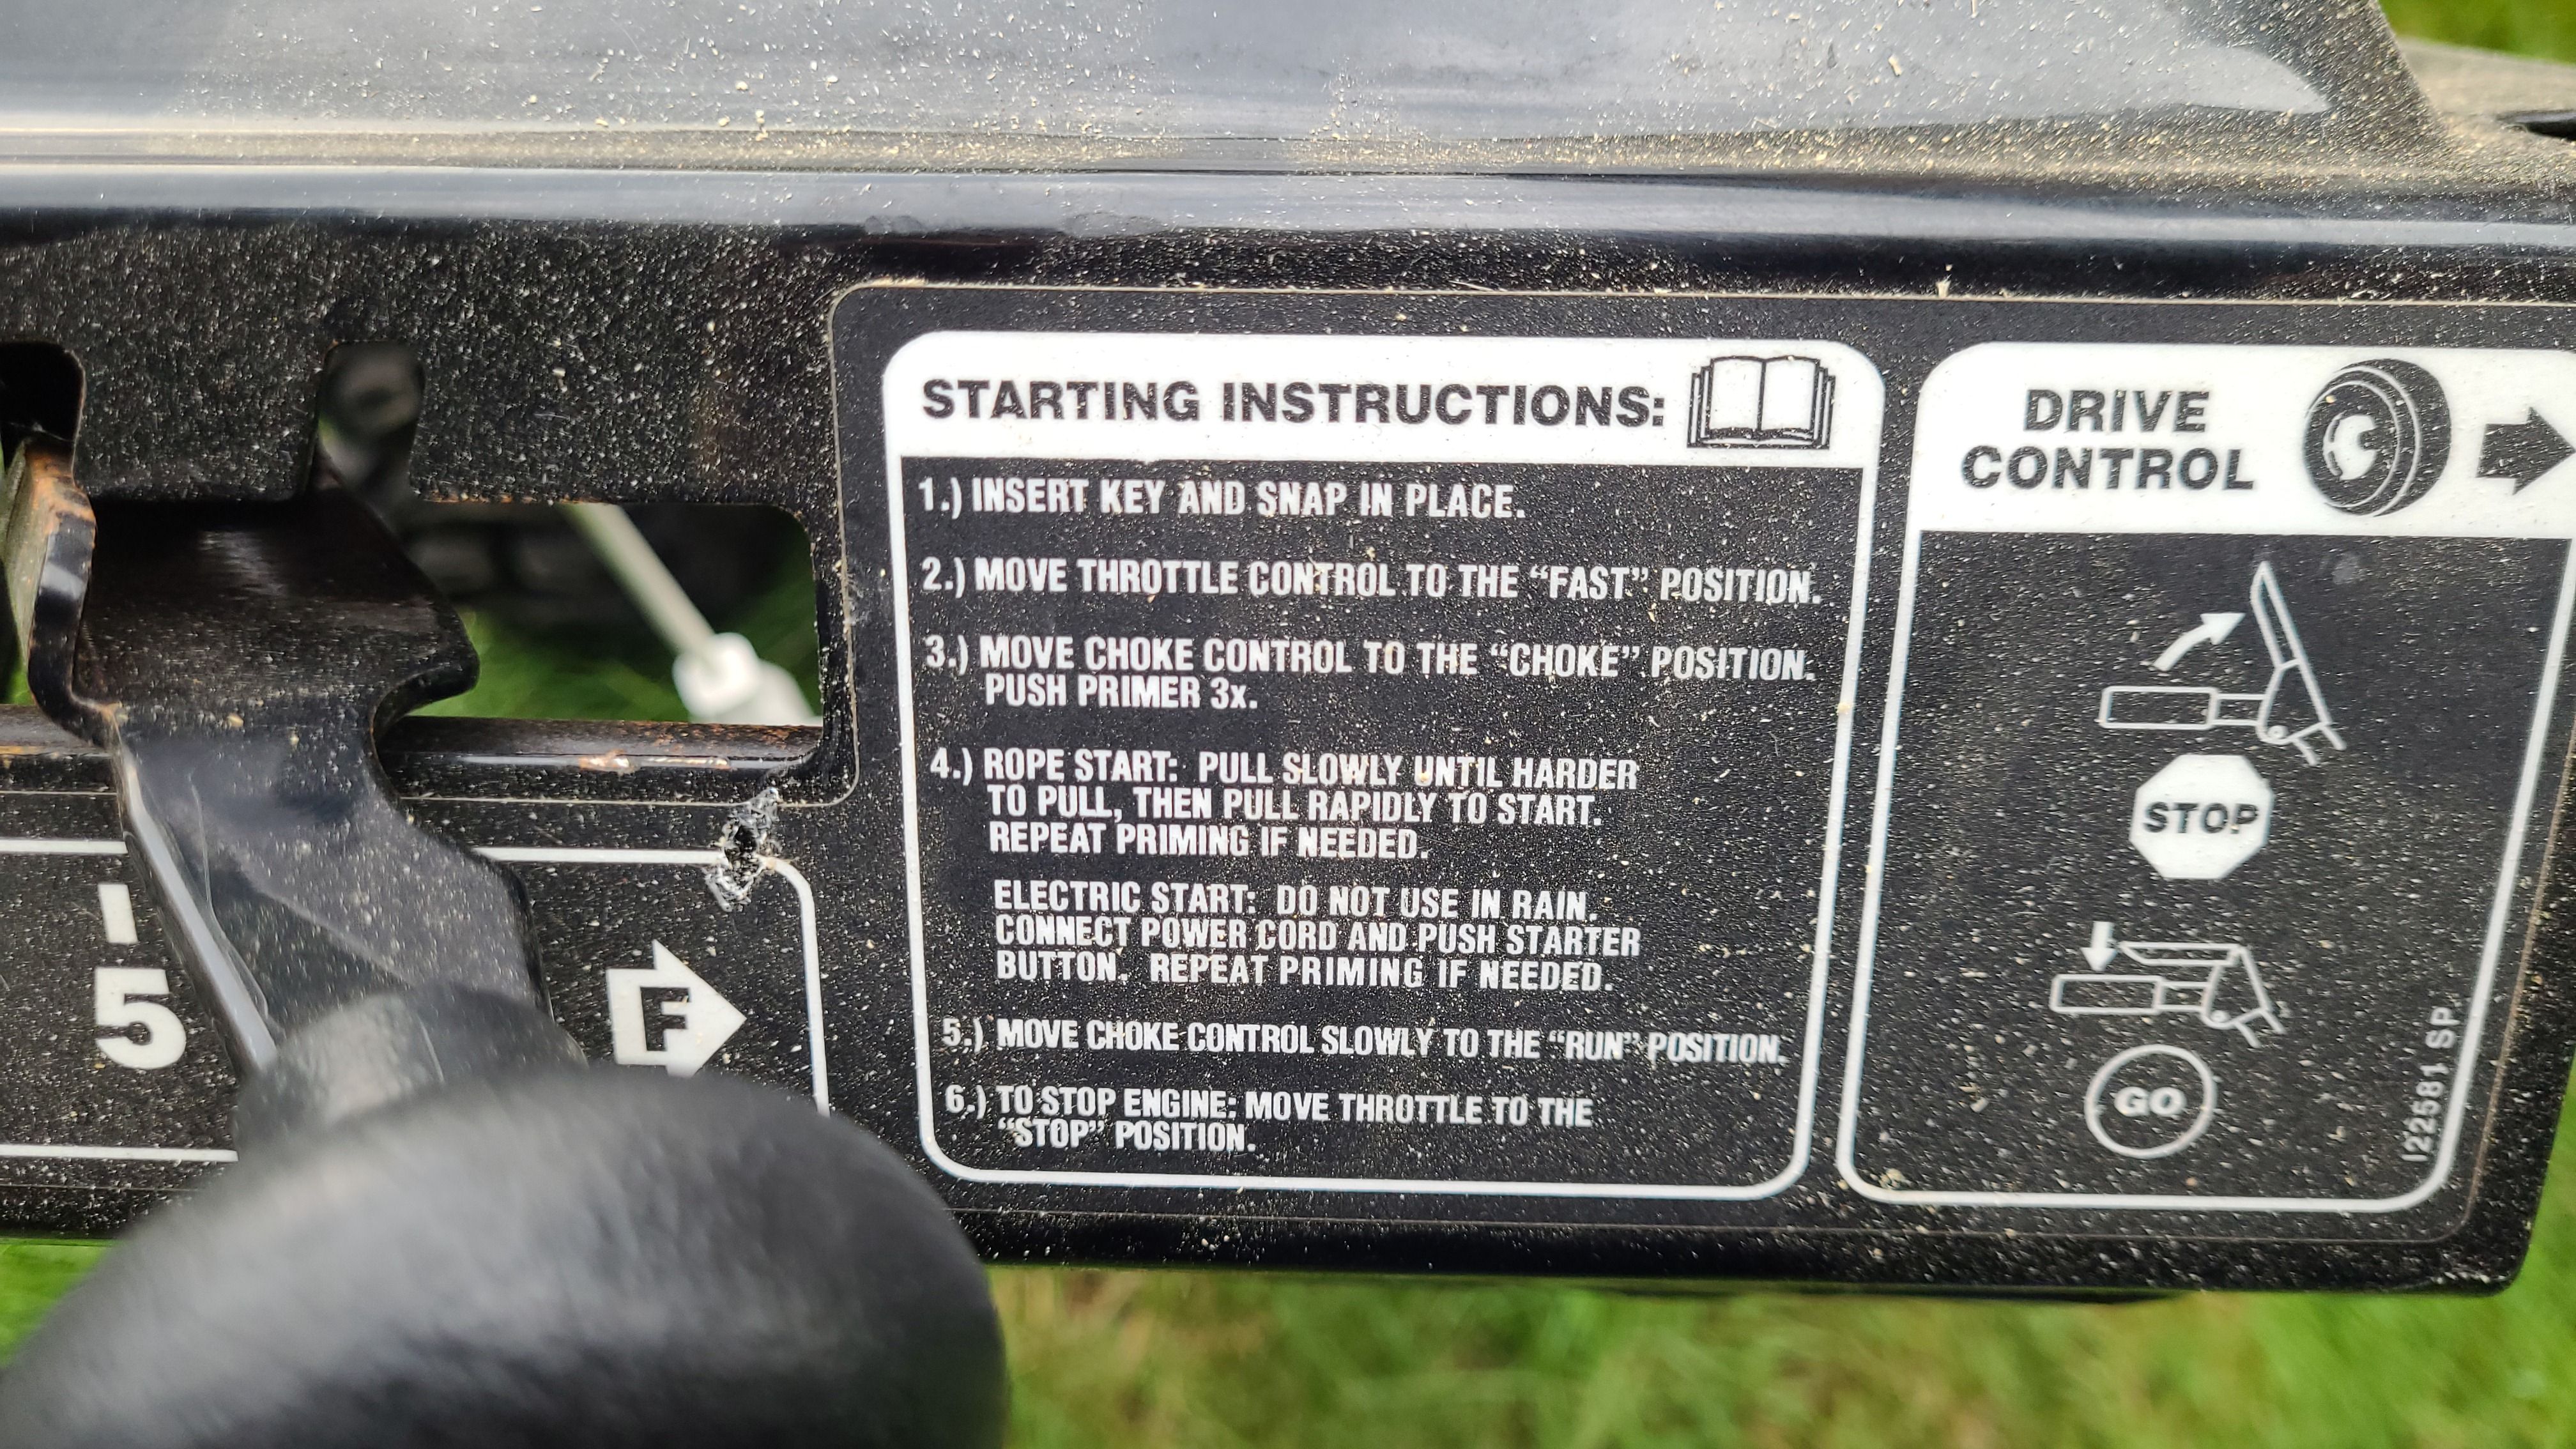 STARTING INSTRUCTIONS:
1.) INSERT KEY AND SNAP IN PLACE.
2.) MOVE THROTTLE CONTROL TO THE “FAST” POSITION.
3.) MOVE CHOKE CONTROL TO THE “CHOKE” POSITION.
PUSH PRIMER 3x.
4.) ROPE START: PULL SLOWLY UNTIL HARDER
TO PULL, THEN PULL RAPIDLY TO START.
REPEAT PRIMING IF NEEDED.
ELECTRIC START: DO NOT USE IN RAIN.
CONNECT POWER CORD AND PUSH STARTER
BUTTON. REPEAT PRIMING IF NEEDED.
5.) MOVE CHOKE CONTROL SLOWLY TO THE “RUN” POSITION.
6.) TO STOP ENGINE: MOVE THROTTLE TO THE
“STOP” POSITION.
DRIVE
CONTROL
STOP
GO
122581 SP
5
F